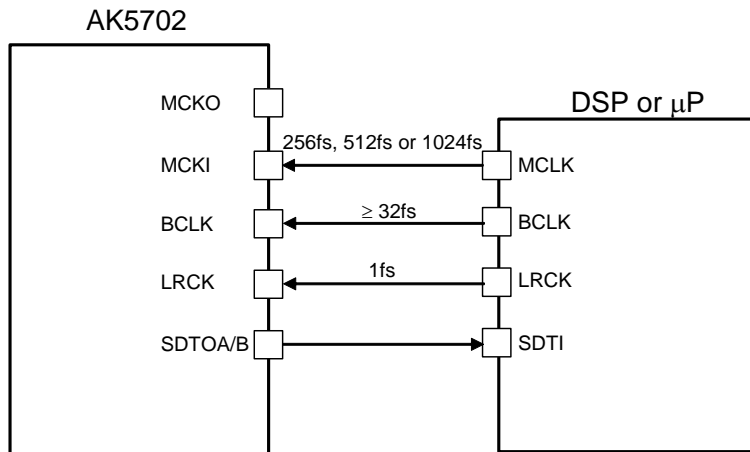 AK5702
DSP or μP
MCKO
256fs, 512fs or 1024fs
MCKI
MCLK
≥ 32fs
BCLK
BCLK
1fs
LRCK
LRCK
SDTOA/B
SDTI